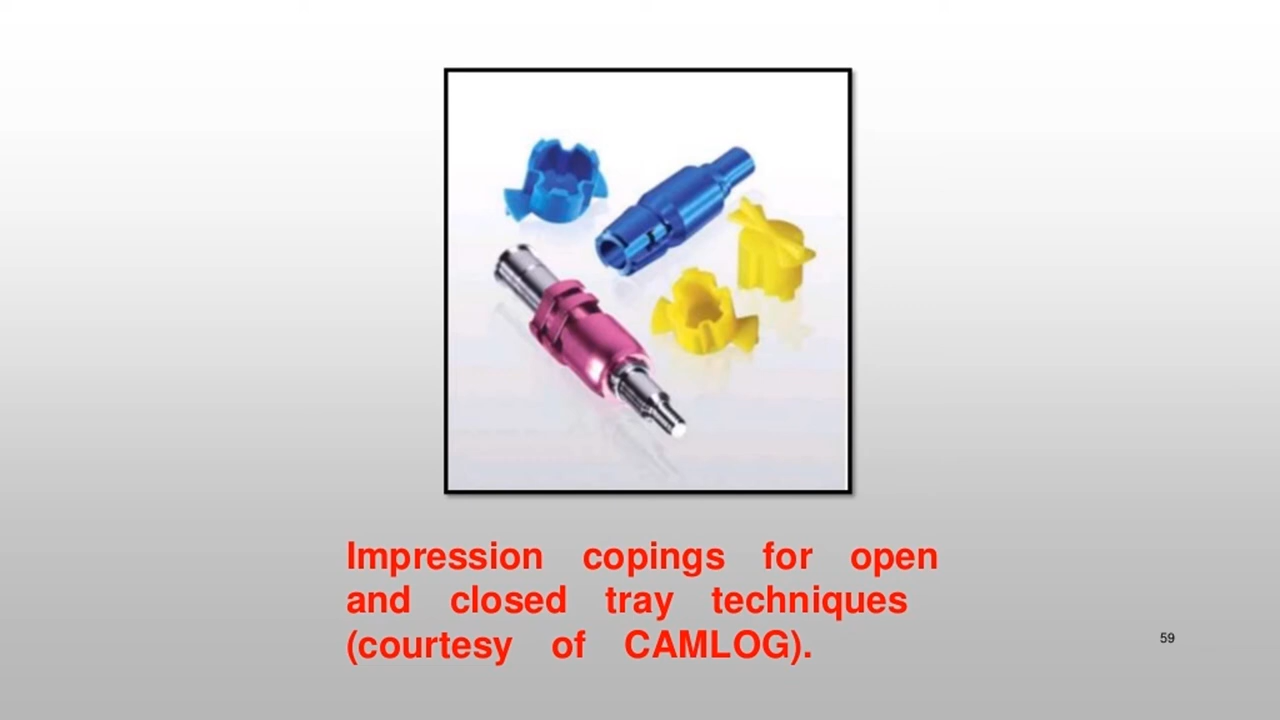 Impression copings for open
and closed tray techniques
(courtesy of CAMLOG).
59